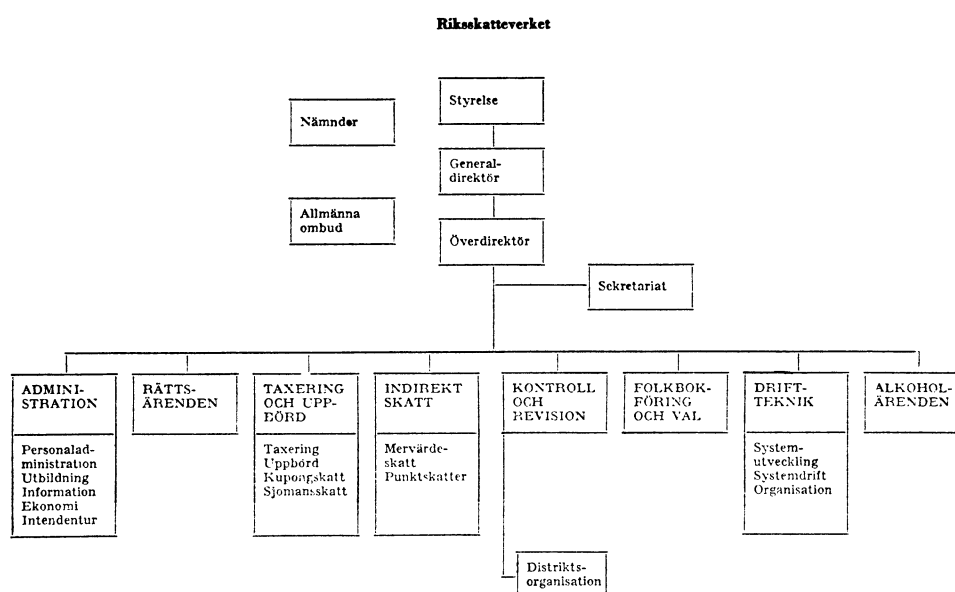 Riksskatteverket
Styrelse
Nämnder
General-
direktör
Allmänna
ombud
Överdirektör
Sekretariat
ADMINI-
STRATION
Personalad-
ministration
Utbildning
Information
Ekonomi
Intendentur
RÄTTS-
ÄRENDEN
TAXERING
OCH UPP-
BÖRD
Taxering
Uppbörd
Kupongskatt
Sjömansskatt
INDIREKT
SKATT
Mervärde-
skatt
Punktskatter
KONTROLL
OCH
REVISION
Distrikts-
organisation
FOLKBOK-
FÖRING
OCH VAL
DRIFT-
TEKNIK
System-
utveckling
Systemdrift
Organisation
ALKOHOL-
ÄRENDEN